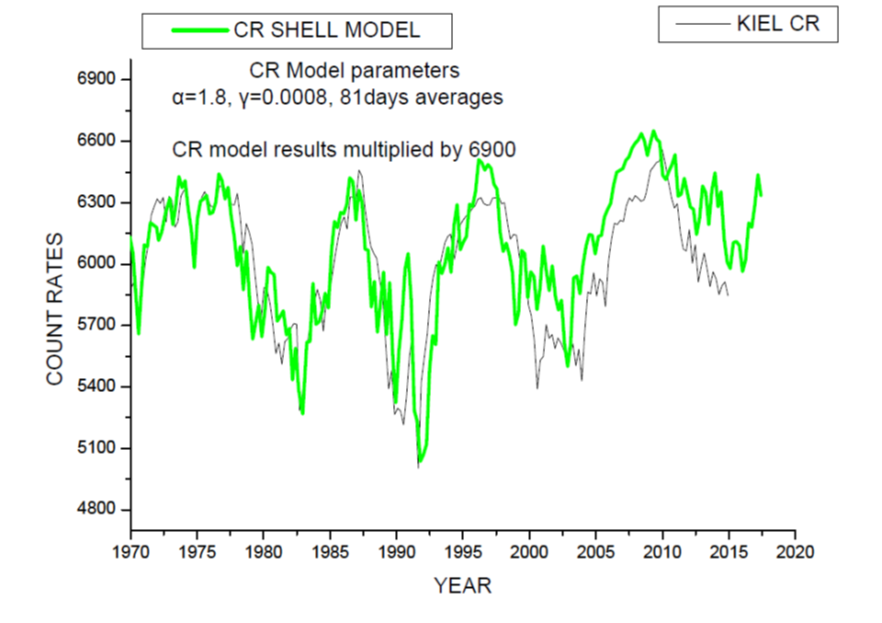 CR SHELL MODEL
KIEL CR
CR Model parameters
α=1.8, γ=0.0008, 81days averages
CR model results multiplied by 6900
COUNT RATES
6900
6600
6300
6000
5700
5400
5100
4800
1970 1975 1980 1985 1990 1995 2000 2005 2010 2015 2020
YEAR